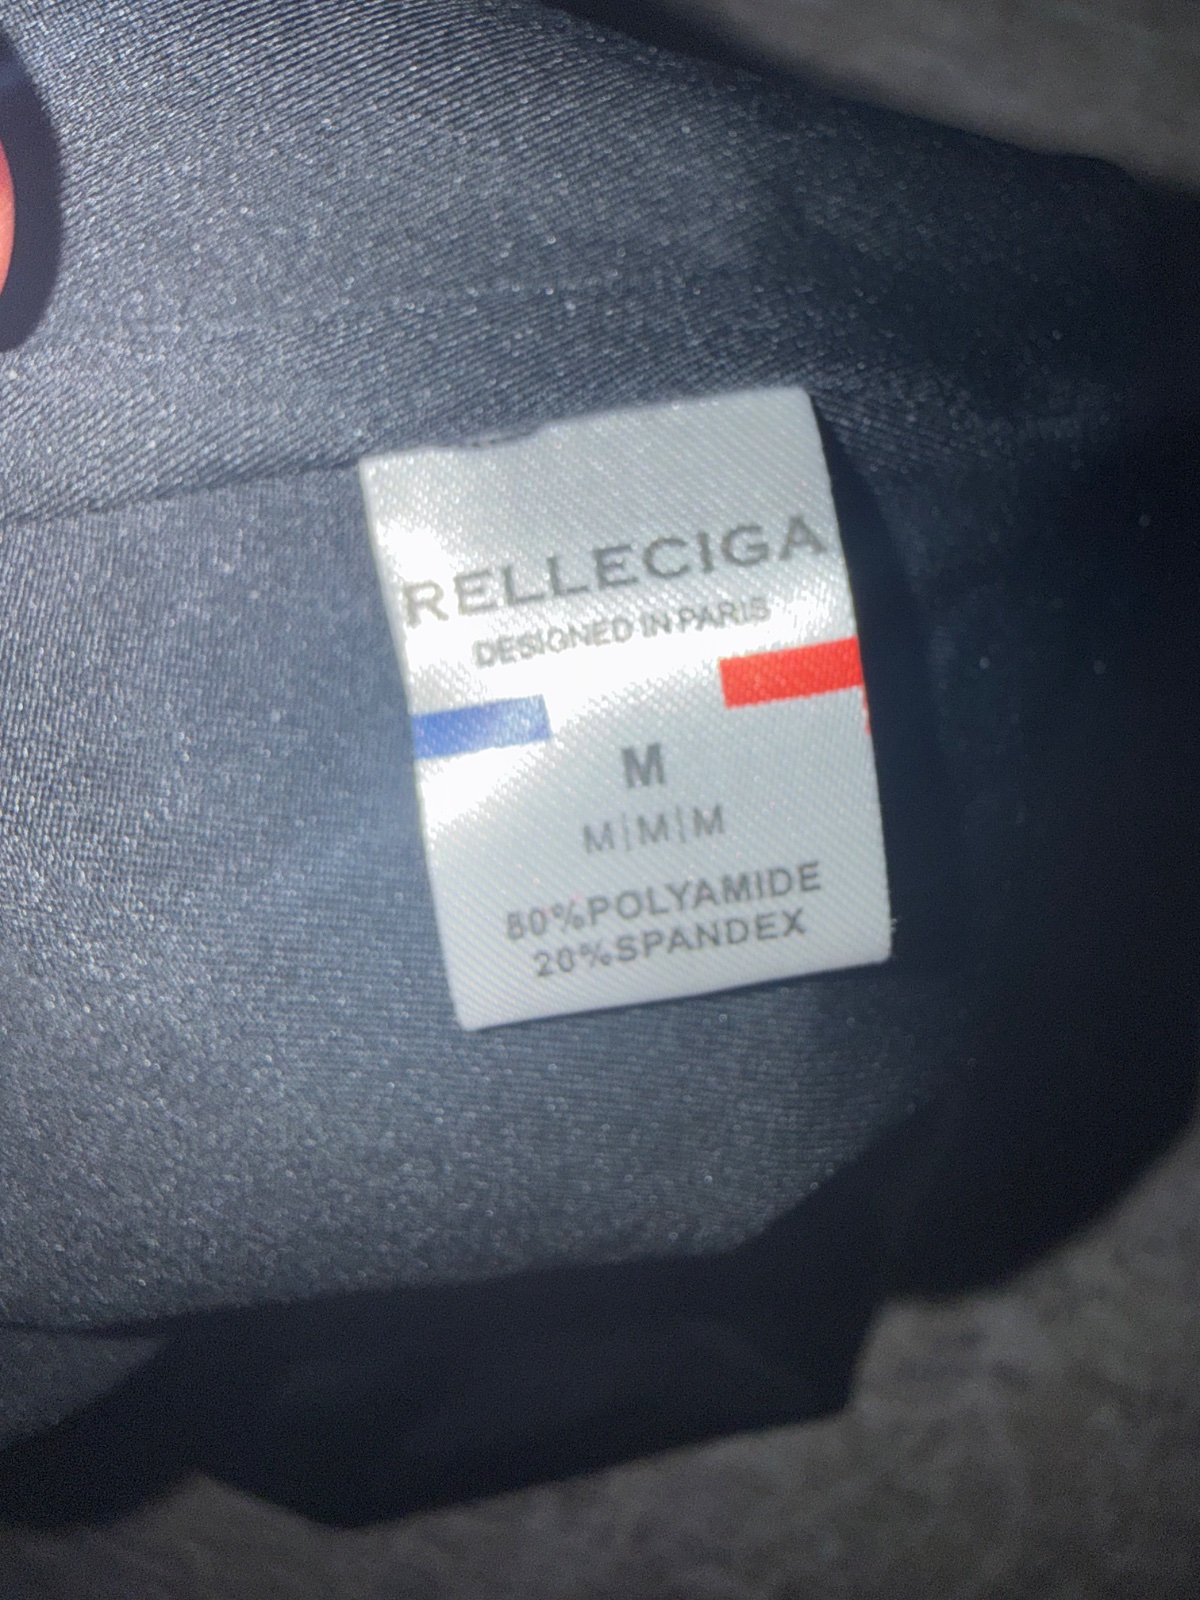 RELLECIGA
DESIGNED IN PARIS
M
M|M|M
80%POLYAMIDE
20%SPANDEX